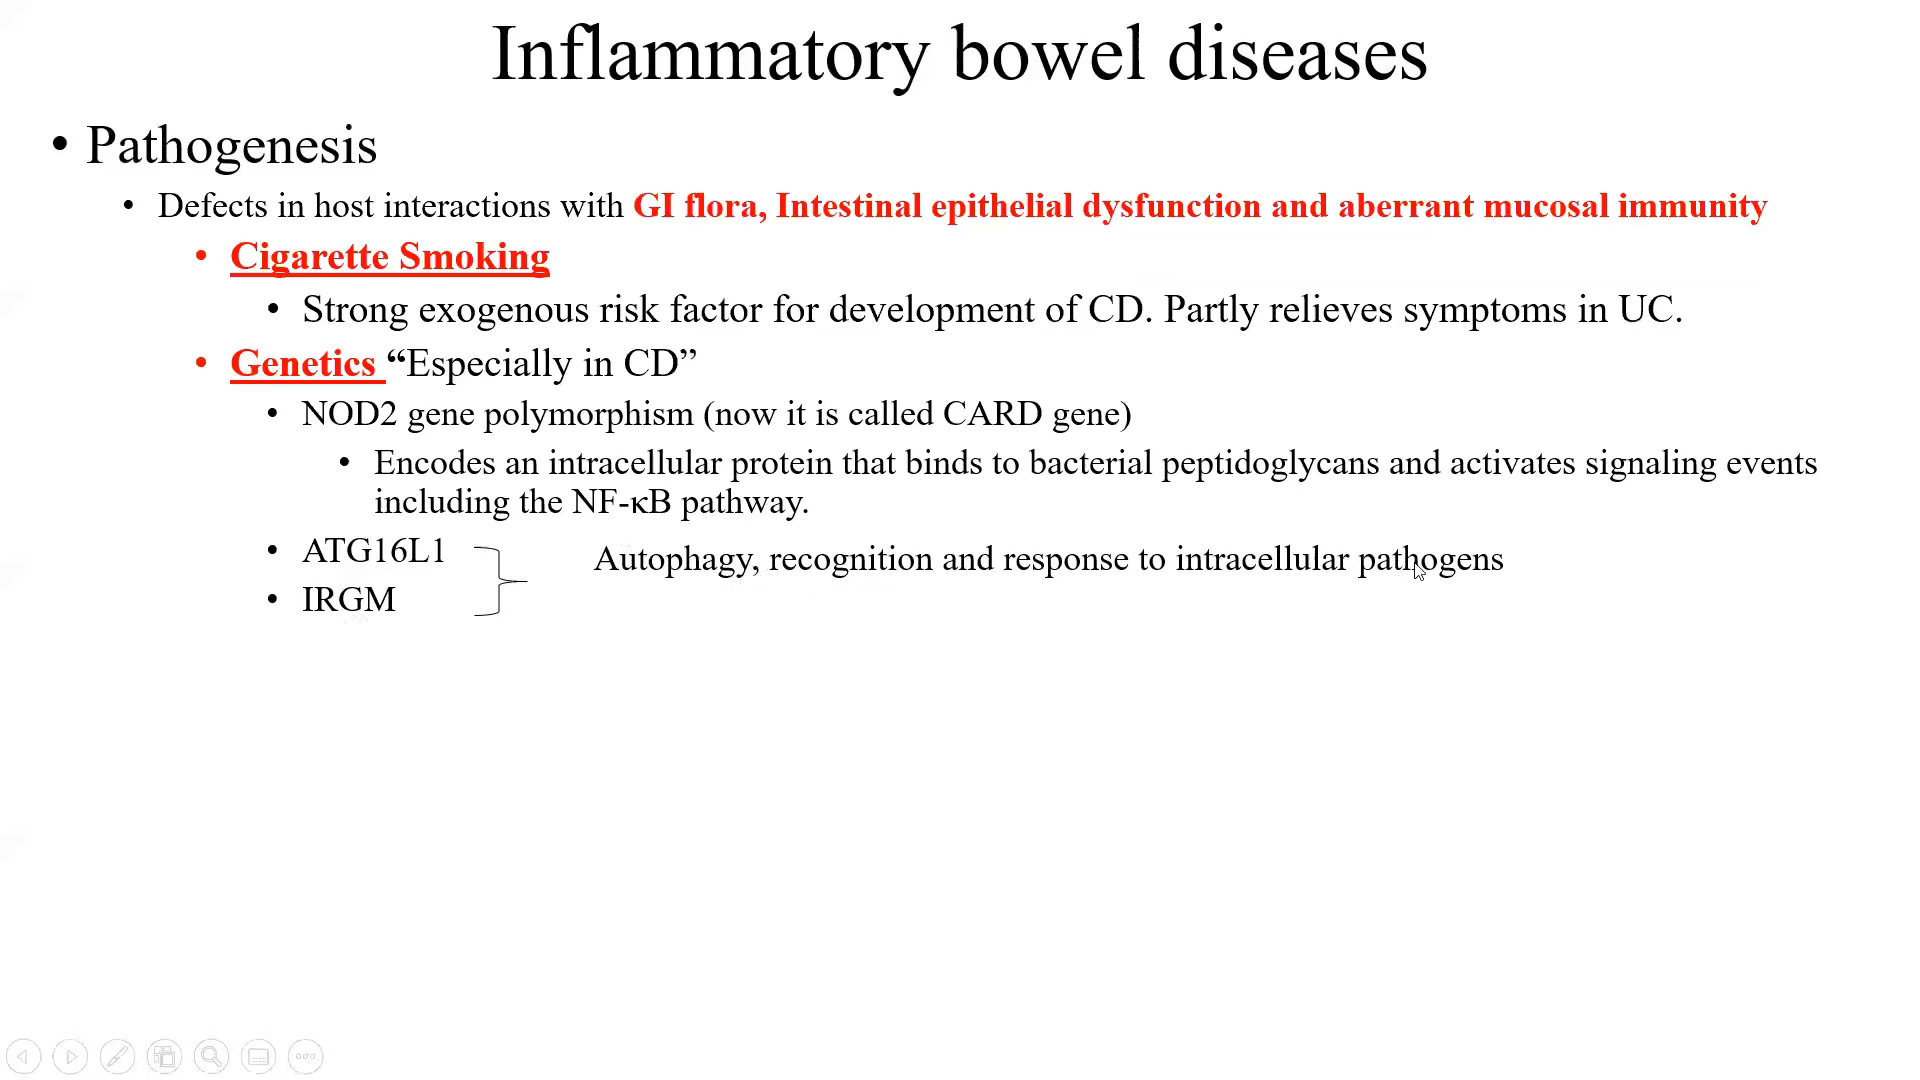 Inflammatory bowel diseases
• Pathogenesis
• Defects in host interactions with GI flora, Intestinal epithelial dysfunction and aberrant mucosal immunity
• Cigarette Smoking
• Strong exogenous risk factor for development of CD. Partly relieves symptoms in UC.
• Genetics “Especially in CD”
• NOD2 gene polymorphism (now it is called CARD gene)
• Encodes an intracellular protein that binds to bacterial peptidoglycans and activates signaling events
including the NF-κB pathway.
• ATG16L1
Autophagy, recognition and response to intracellular pathogens
• IRGM